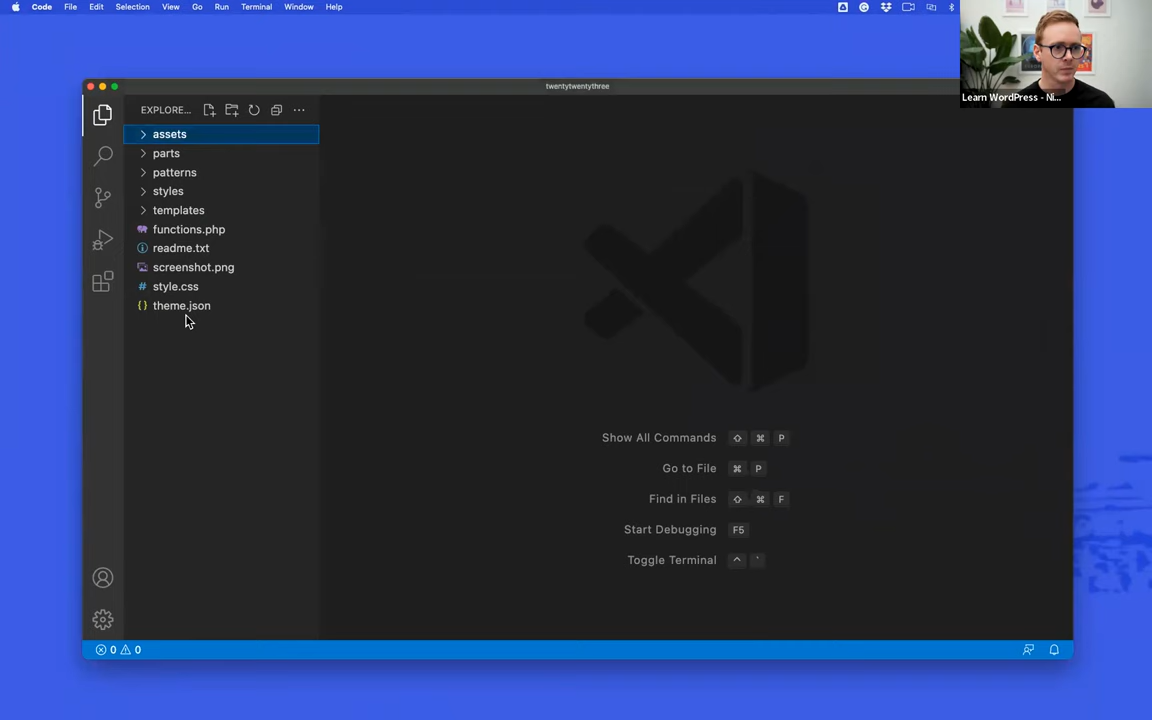 Code File Edit Selection View Go Run Terminal Window Help
twentytwentythree
Learn WordPress - Ni...
EXPLORE...
assets
parts
patterns
styles
templates
functions.php
readme.txt
screenshot.png
# style.css
{} theme.json
Show All Commands ⇧ ⌘ P
Go to File ⌘ P
Find in Files ⇧ ⌘ F
Start Debugging F5
Toggle Terminal ^ `
0 0